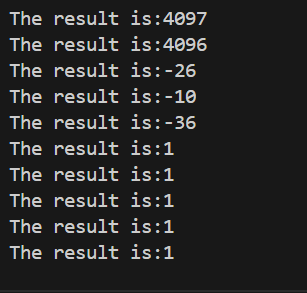 The result is:4097
The result is:4096
The result is:-26
The result is:-10
The result is:-36
The result is:1
The result is:1
The result is:1
The result is:1
The result is:1